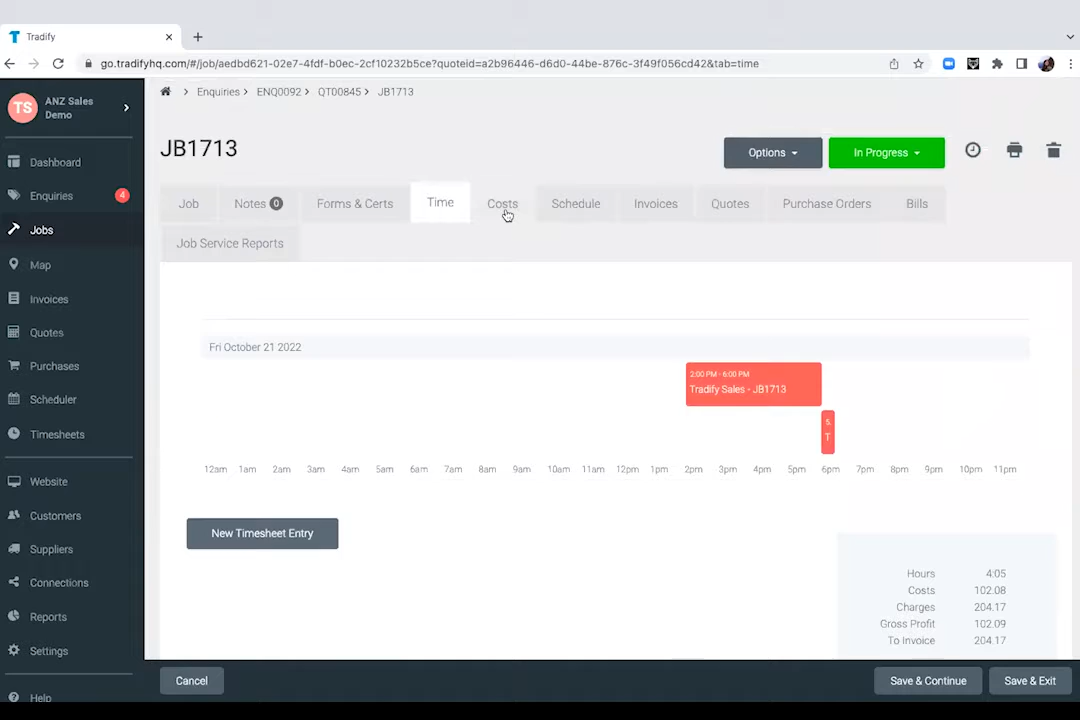 Tradify
go.tradifyhq.com/#/job/aedbd621-02e7-4fdf-b0ec-2cf10232b5ce?quoteid=a2b96446-d6d0-44be-876c-3f49f056cd42&tab=time
TS
ANZ Sales
Demo
Dashboard
Enquiries 4
Jobs
Map
Invoices
Quotes
Purchases
Scheduler
Timesheets
Website
Customers
Suppliers
Connections
Reports
Settings
Help
Enquiries ENQ0092 QT00845 JB1713
JB1713
Options
In Progress
Job
Notes 0
Forms & Certs
Time
Costs
Schedule
Invoices
Quotes
Purchase Orders
Bills
Job Service Reports
Fri October 21 2022
2:00 PM - 6:00 PM
Tradify Sales - JB1713
5.
T
12am 1am 2am 3am 4am 5am 6am 7am 8am 9am 10am 11am 12pm 1pm 2pm 3pm 4pm 5pm 6pm 7pm 8pm 9pm 10pm 11pm
New Timesheet Entry
Hours 4:05
Costs 102.08
Charges 204.17
Gross Profit 102.09
To Invoice 204.17
Cancel
Save & Continue
Save & Exit